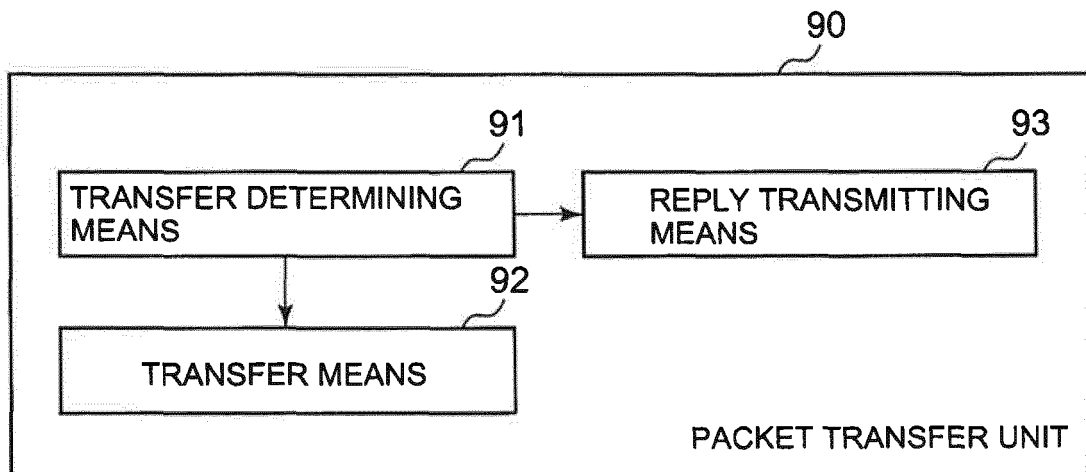 90
91
93
TRANSFER DETERMINING
MEANS
REPLY TRANSMITTING
MEANS
92
TRANSFER MEANS
PACKET TRANSFER UNIT